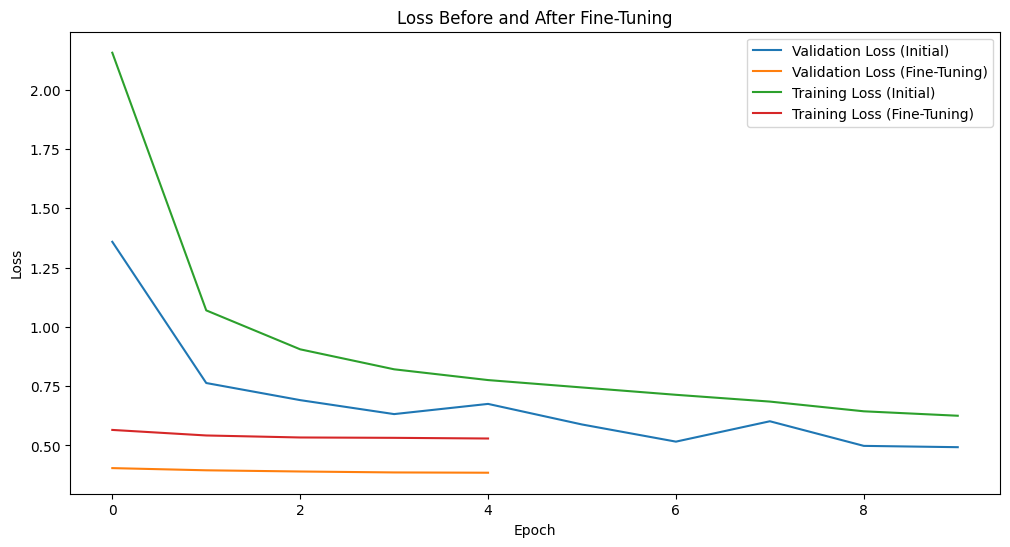 Loss Before and After Fine-Tuning
Validation Loss (Initial)
Validation Loss (Fine-Tuning)
Training Loss (Initial)
Training Loss (Fine-Tuning)
Loss
2.00
1.75
1.50
1.25
1.00
0.75
0.50
0 2 4 6 8
Epoch